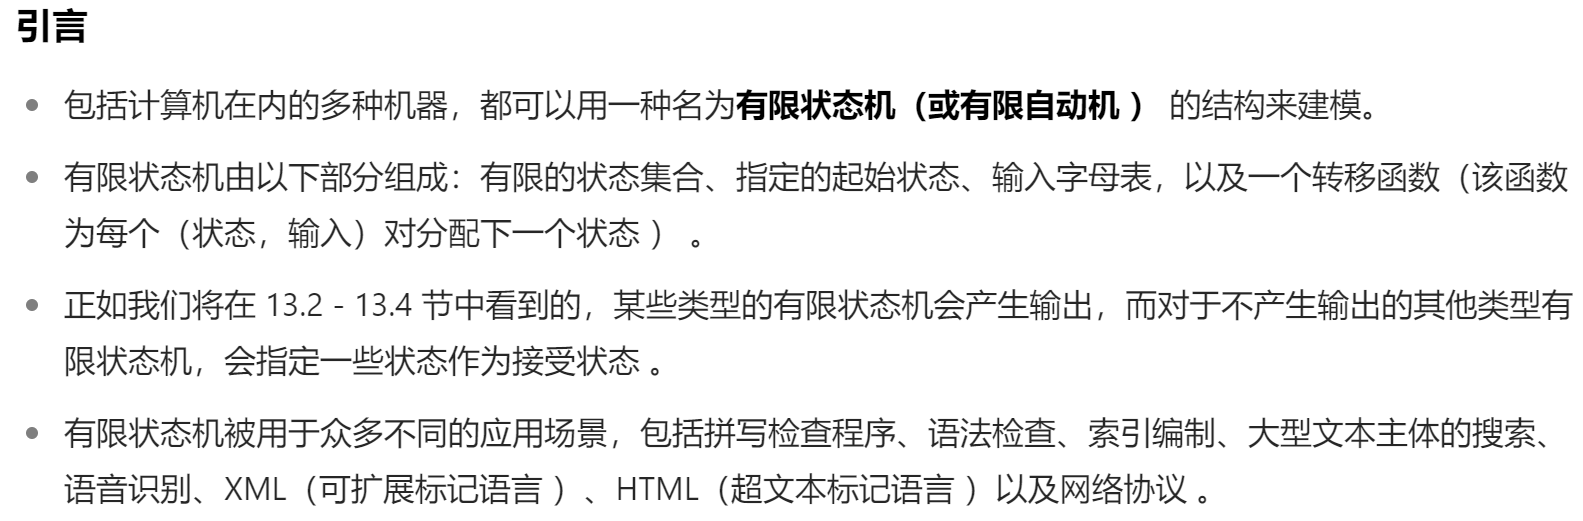 引言
包括计算机在内的多种机器，都可以用一种名为有限状态机（或有限自动机 ） 的结构来建模。
有限状态机由以下部分组成：有限的状态集合、指定的起始状态、输入字母表，以及一个转移函数（该函数
为每个（状态，输入）对分配下一个状态 ） 。
正如我们将在 13.2 - 13.4 节中看到的，某些类型的有限状态机会产生输出，而对于不产生输出的其他类型有
限状态机，会指定一些状态作为接受状态 。
有限状态机被用于众多不同的应用场景，包括拼写检查程序、语法检查、索引编制、大型文本主体的搜索、
语音识别、XML（可扩展标记语言 ）、HTML（超文本标记语言 ）以及网络协议 。